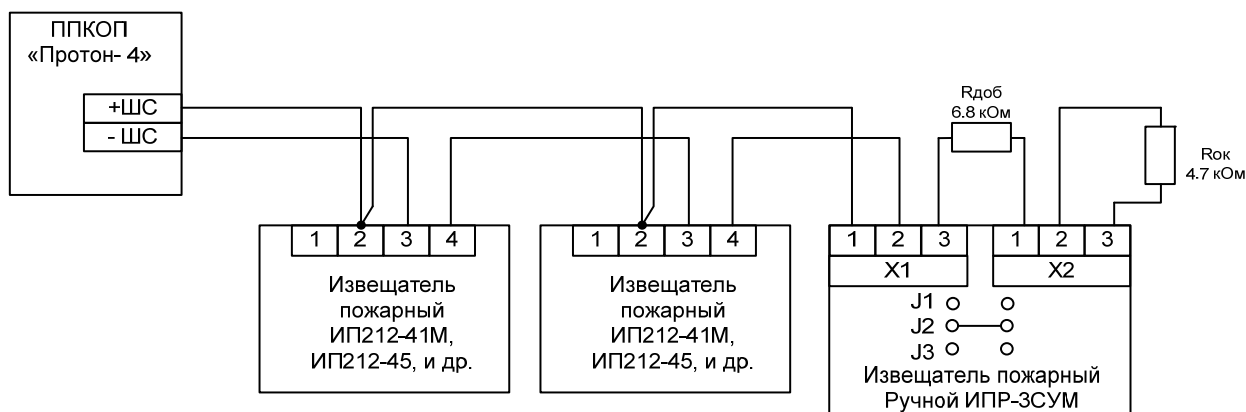 ППКОП
«Протон- 4»
+ШС
- ШС
Rдоб
6.8 кОм
Rок
4.7 кОм
1 2 3 4
Извещатель
пожарный
ИП212-41М,
ИП212-45, и др.
1 2 3 4
Извещатель
пожарный
ИП212-41М,
ИП212-45, и др.
1 2 3
X1
1 2 3
X2
J1
J2
J3
Извещатель пожарный
Ручной ИПР-3СУМ